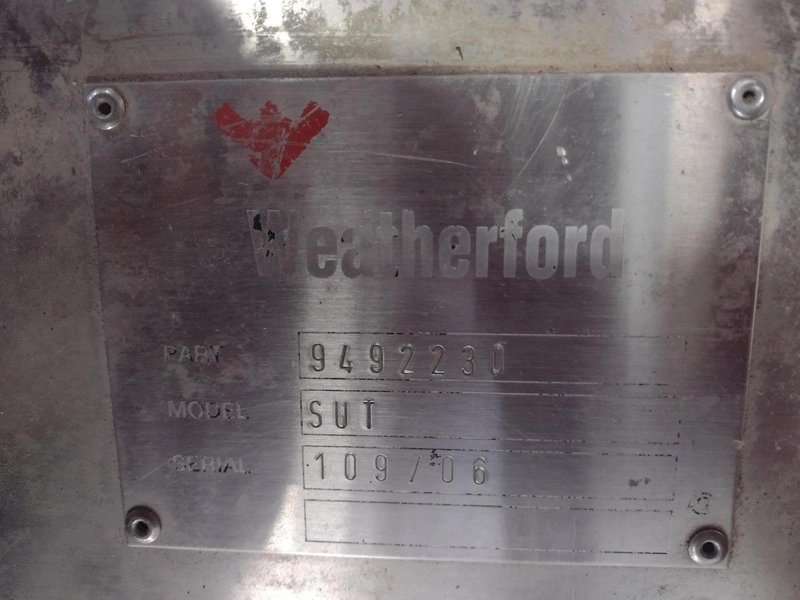 Weatherford
PART 9492230
MODEL SUT
SERIAL 109/06